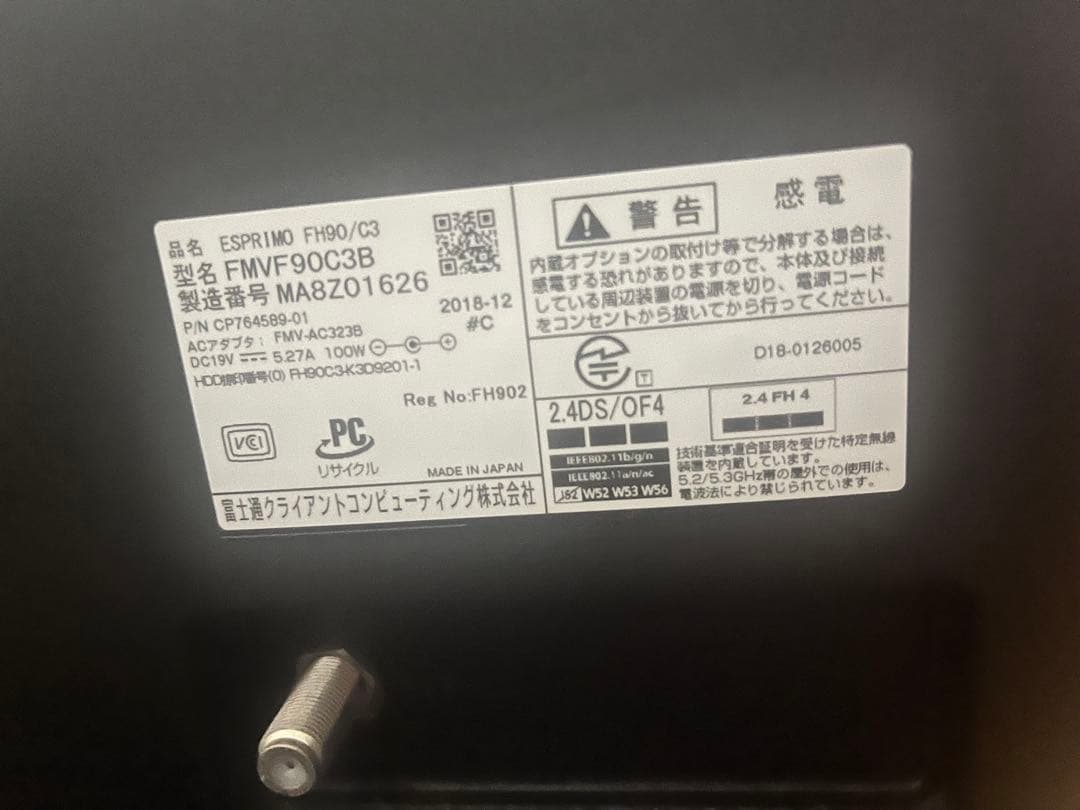 品名 ESPRIMO FH90/C3
型名 FMVF90C3B
製造番号 MA8Z01626
P/N CP764589-01
2018-12
#C
ACアダプタ: FMV-AC323B
DC19V 5.27A 100W
HDD捺印番号(0) FH90C3-K3D9201-1
Reg No:FH902
VCCI
PC
リサイクル
MADE IN JAPAN
富士通クライアントコンピューティング株式会社
警告 感電
内蔵オプションの取付け等で分解する場合は、
感電する恐れがありますので、本体及び接続
している周辺装置の電源を切り、電源コード
をコンセントから抜いてから行ってください。
T D18-0126005
2.4DS/OF4
IEEE802.11b/g/n
IEEE802.11a/n/ac
J52 W52 W53 W56
2.4FH4
技術基準適合証明を受けた特定無線
装置を内蔵しています。
5.2/5.3GHz帯の屋外での使用は、
電波法により禁じられています。